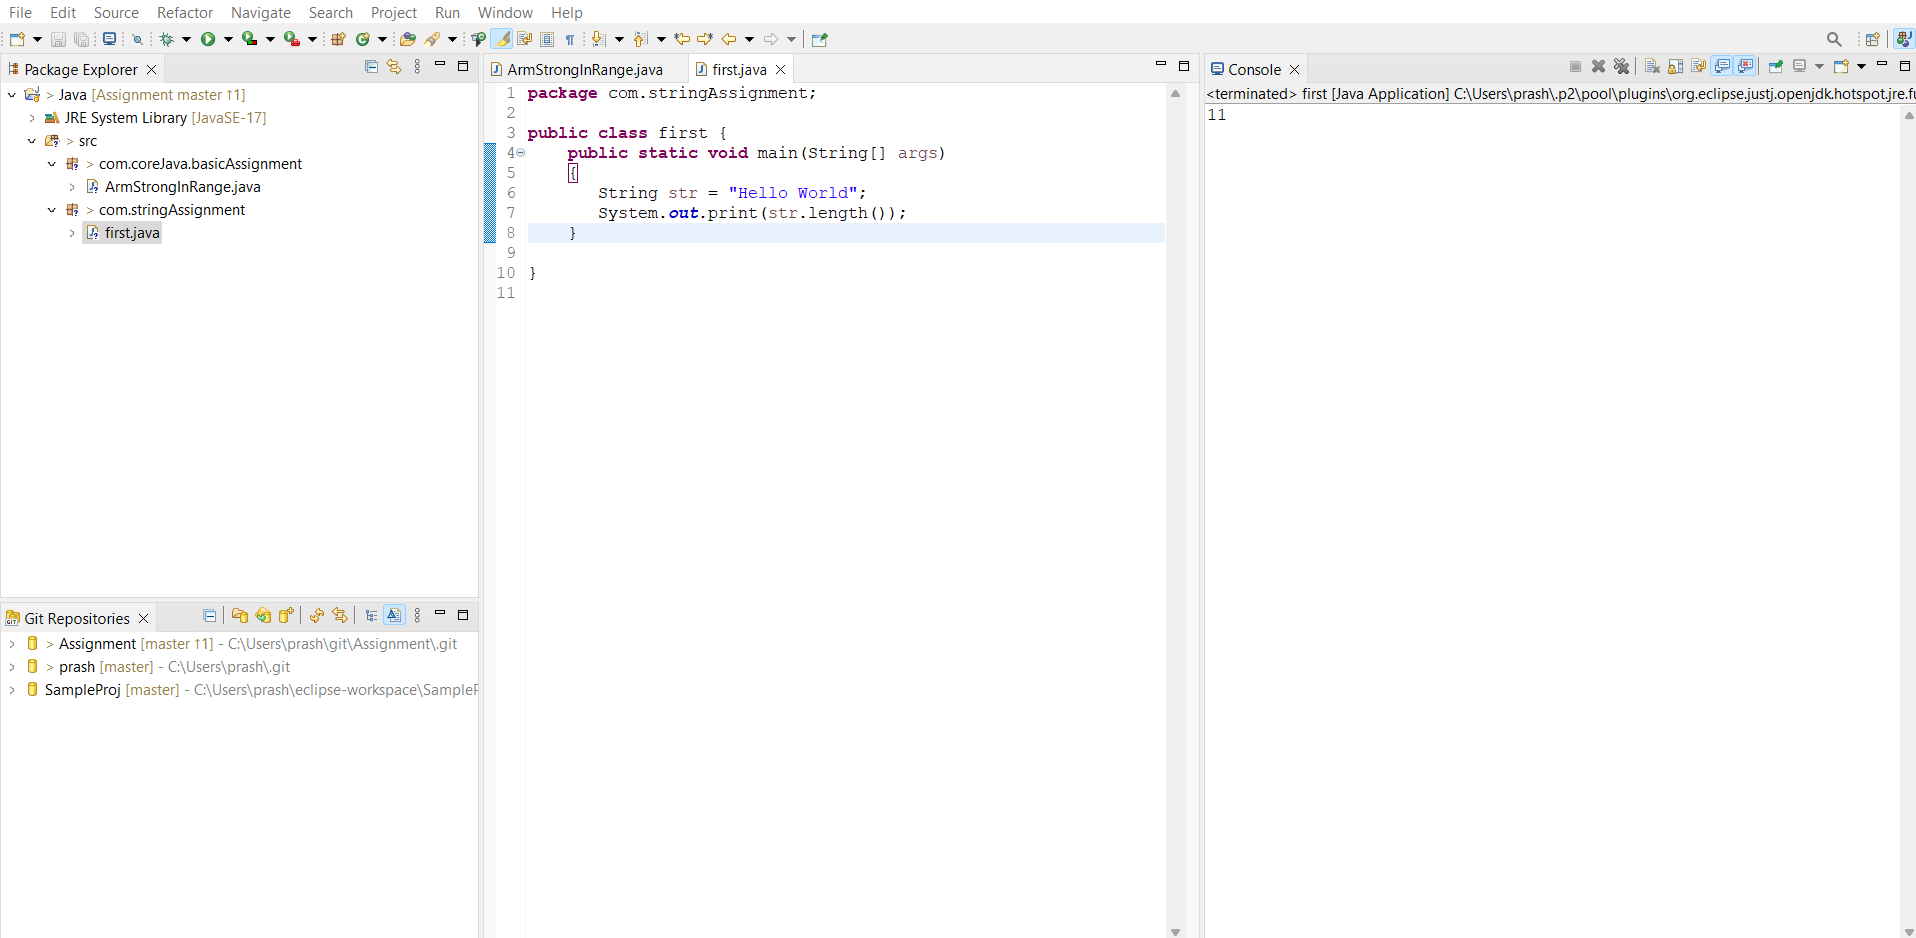 File Edit Source Refactor Navigate Search Project Run Window Help
Package Explorer
> Java [Assignment master ↑1]
JRE System Library [JavaSE-17]
> src
> com.coreJava.basicAssignment
ArmStrongInRange.java
> com.stringAssignment
first.java
Git Repositories
> Assignment [master ↑1] - C:\Users\prash\git\Assignment\.git
> prash [master] - C:\Users\prash\.git
SampleProj [master] - C:\Users\prash\eclipse-workspace\SampleP
ArmStrongInRange.java first.java
1 package com.stringAssignment;
2
3 public class first {
4 public static void main(String[] args)
5 {
6 String str = "Hello World";
7 System.out.print(str.length());
8 }
9
10 }
11
Console
<terminated> first [Java Application] C:\Users\prash\.p2\pool\plugins\org.eclipse.justj.openjdk.hotspot.jre.fu
11